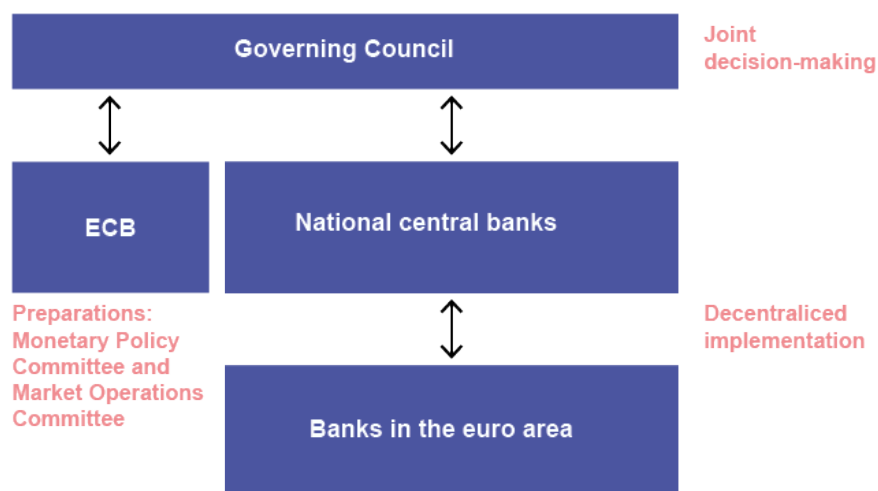 Governing Council
Joint
decision-making
ECB
National central banks
Preparations:
Monetary Policy
Committee and
Market Operations
Committee
Decentraliced
implementation
Banks in the euro area